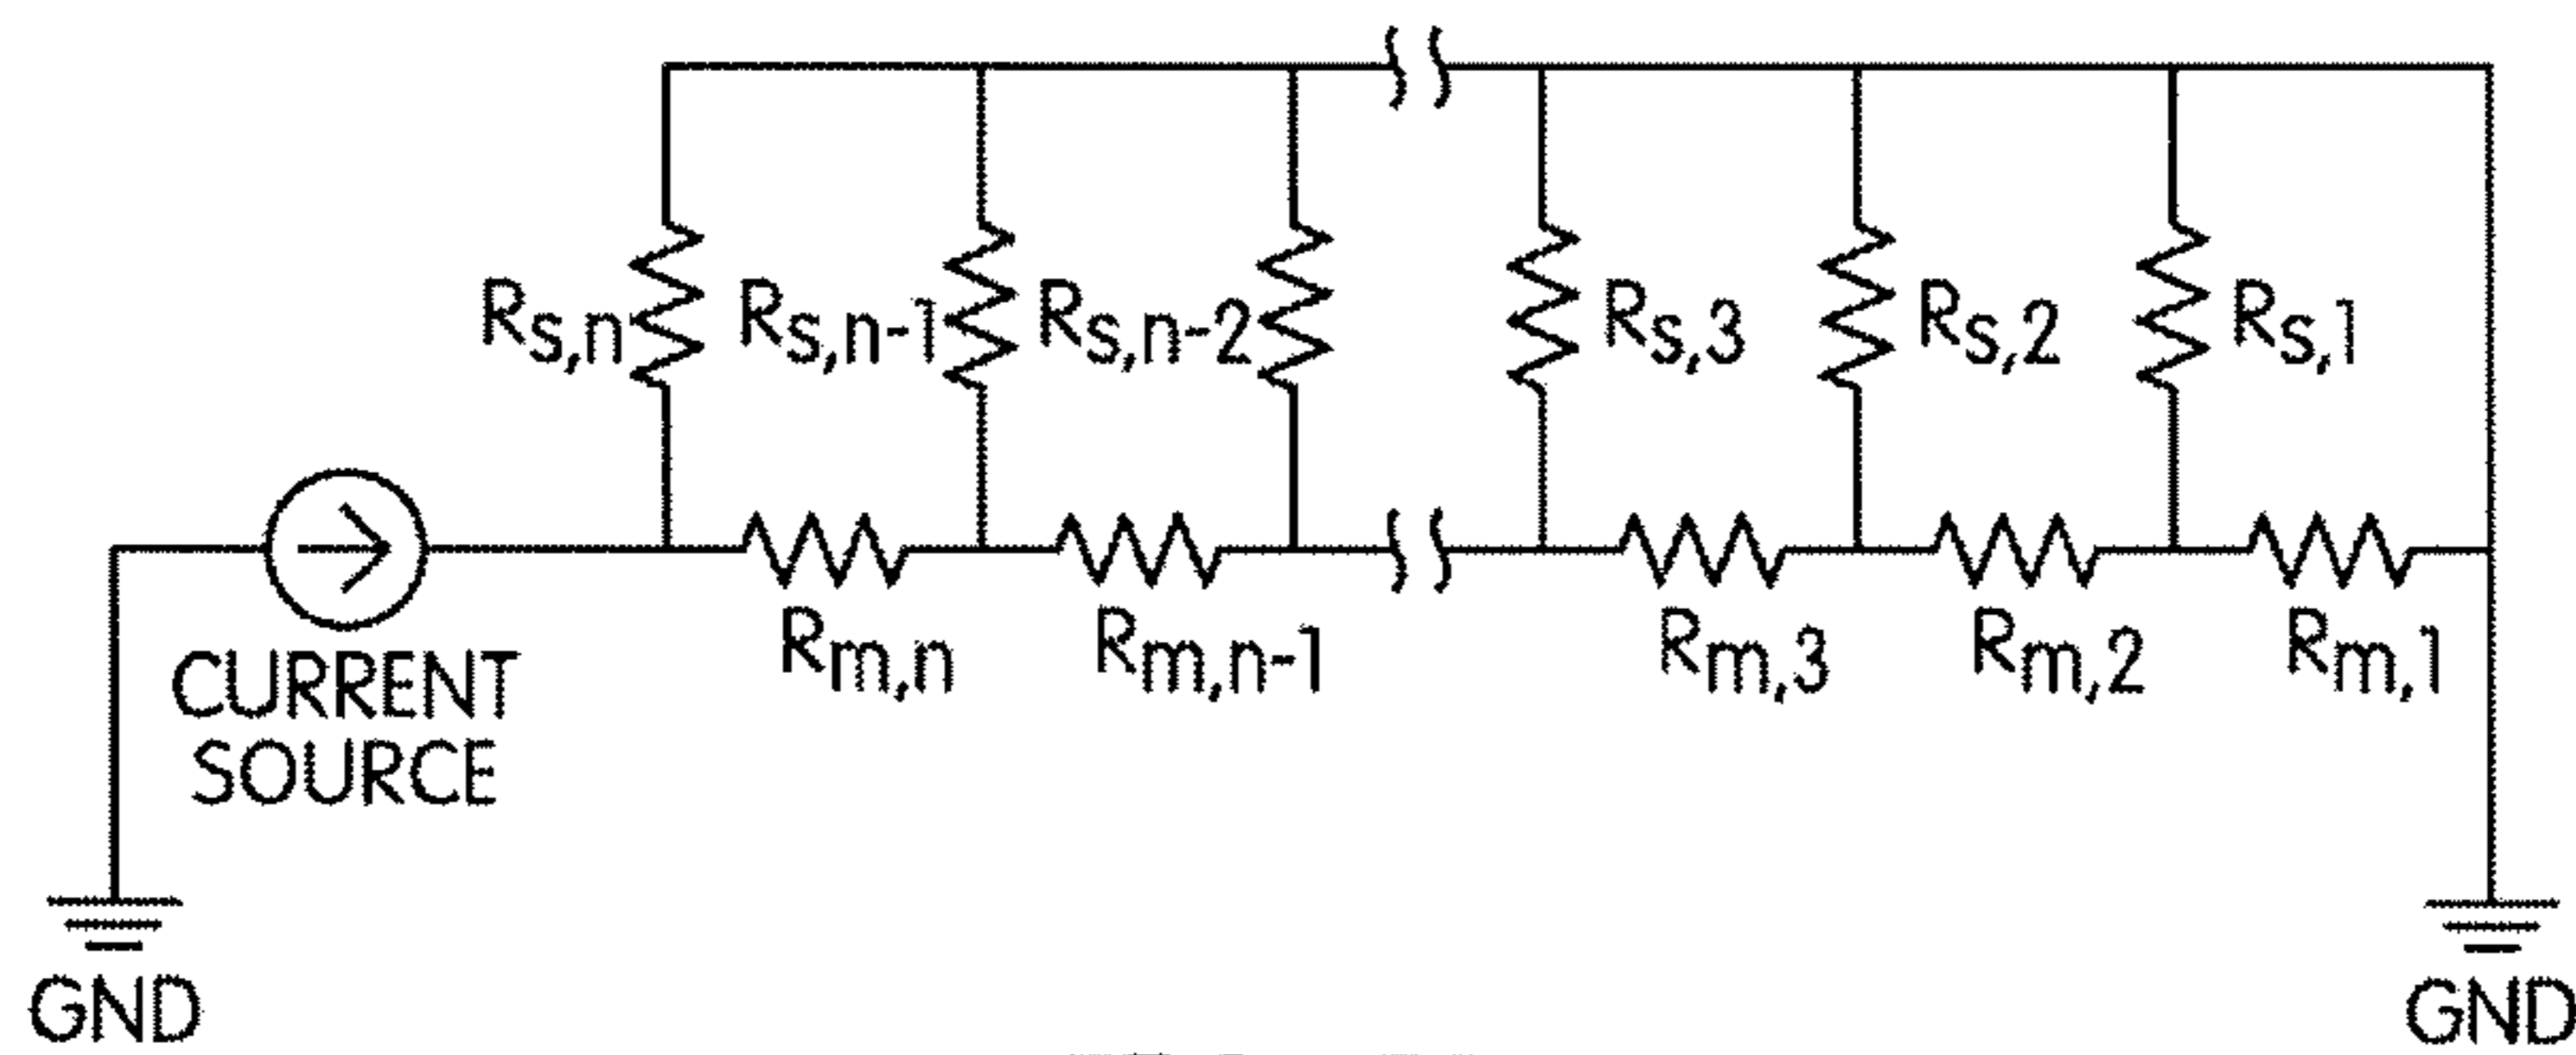 Rs,n Rs,n-1 Rs,n-2 Rs,3 Rs,2 Rs,1
Rm,n Rm,n-1 Rm,3 Rm,2 Rm,1
CURRENT
SOURCE
GND GND